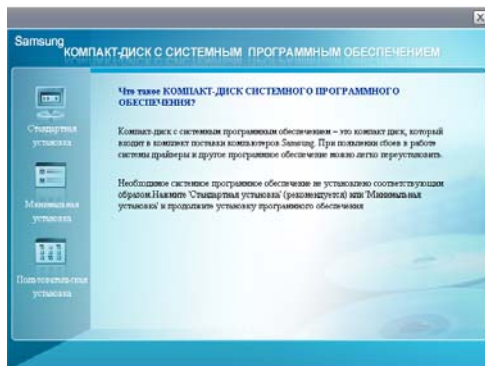 Samsung
КОМПАКТ-ДИСК С СИСТЕМНЫМ ПРОГРАММНЫМ ОБЕСПЕЧЕНИЕМ
Что такое КОМПАКТ-ДИСК СИСТЕМНОГО ПРОГРАММНОГО
ОБЕСПЕЧЕНИЯ?
Компакт-диск с системным программным обеспечением – это компакт диск, который
входит в комплект поставки компьютеров Samsung. При появлении сбоев в работе
системы драйверы и другое программное обеспечение можно легко переустановить.
Необходимое системное программное обеспечение не установлено соответствующим
образом.Нажмите 'Стандартная установка' (рекомендуется) или 'Минимальная
установка' и продолжите установку программного обеспечения
Стандартная
установка
Минимальная
установка
Пользовательская
установка